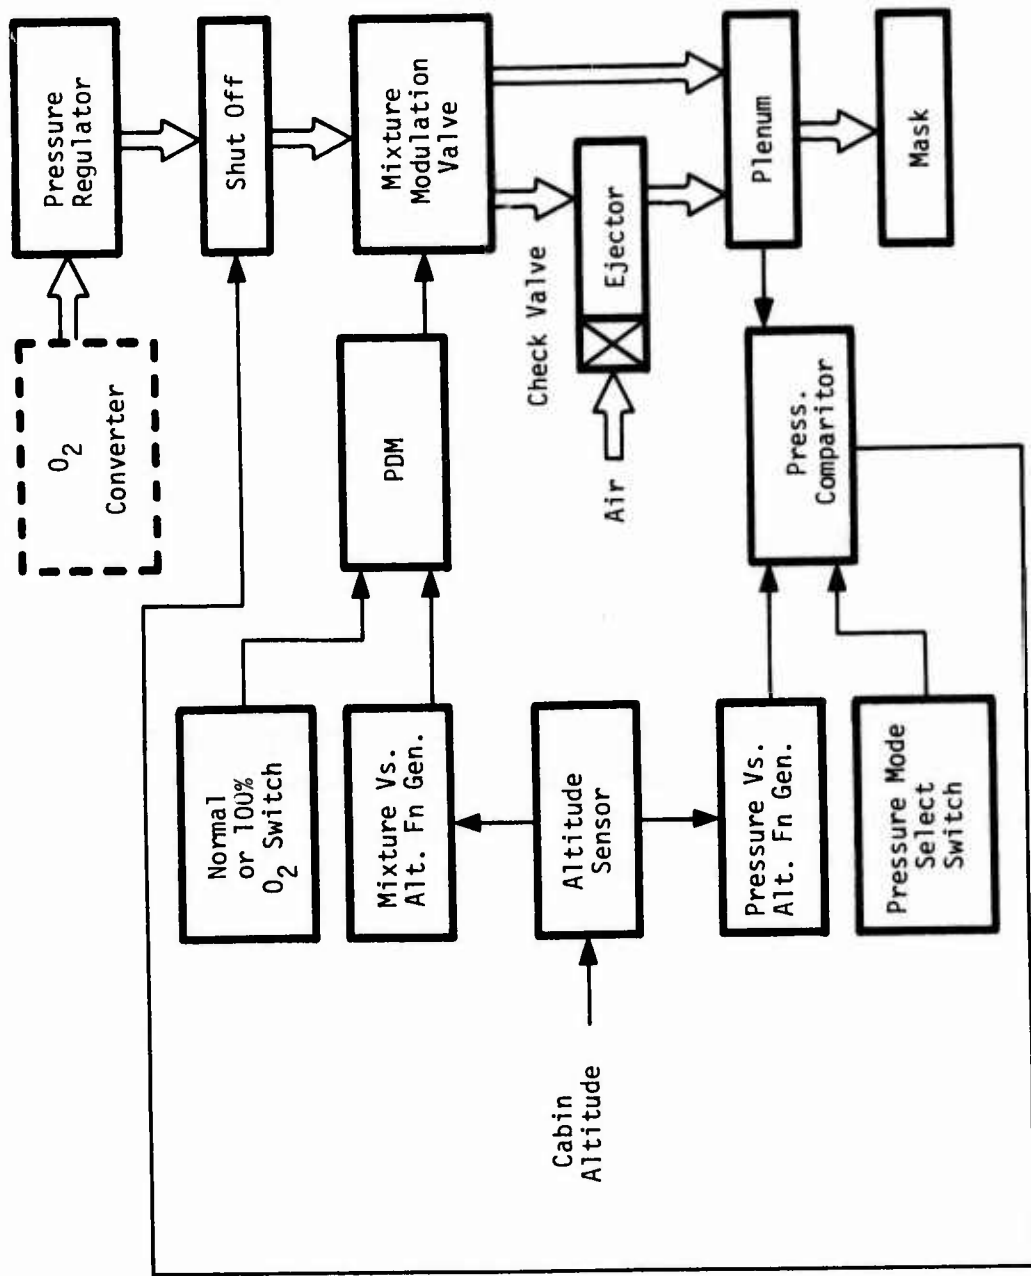 O2
Converter
Pressure
Regulator
Shut Off
Normal
or 100%
O2 Switch
PDM
Mixture
Modulation
Valve
Mixture Vs.
Alt. Fn Gen.
Check Valve
Air
Ejector
Cabin
Altitude
Altitude
Sensor
Pressure Vs.
Alt. Fn Gen.
Press.
Comparitor
Plenum
Pressure Mode
Select
Switch
Mask